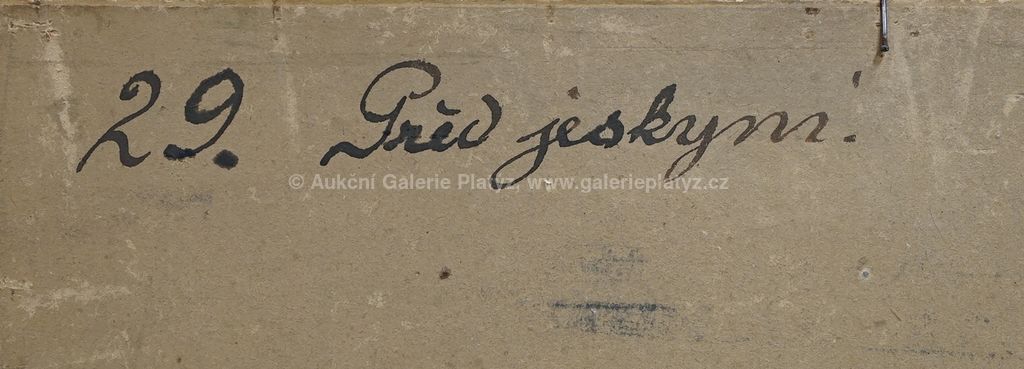 29. Před jeskyní.
© Aukční Galerie Platýz, www.galerieplatyz.cz